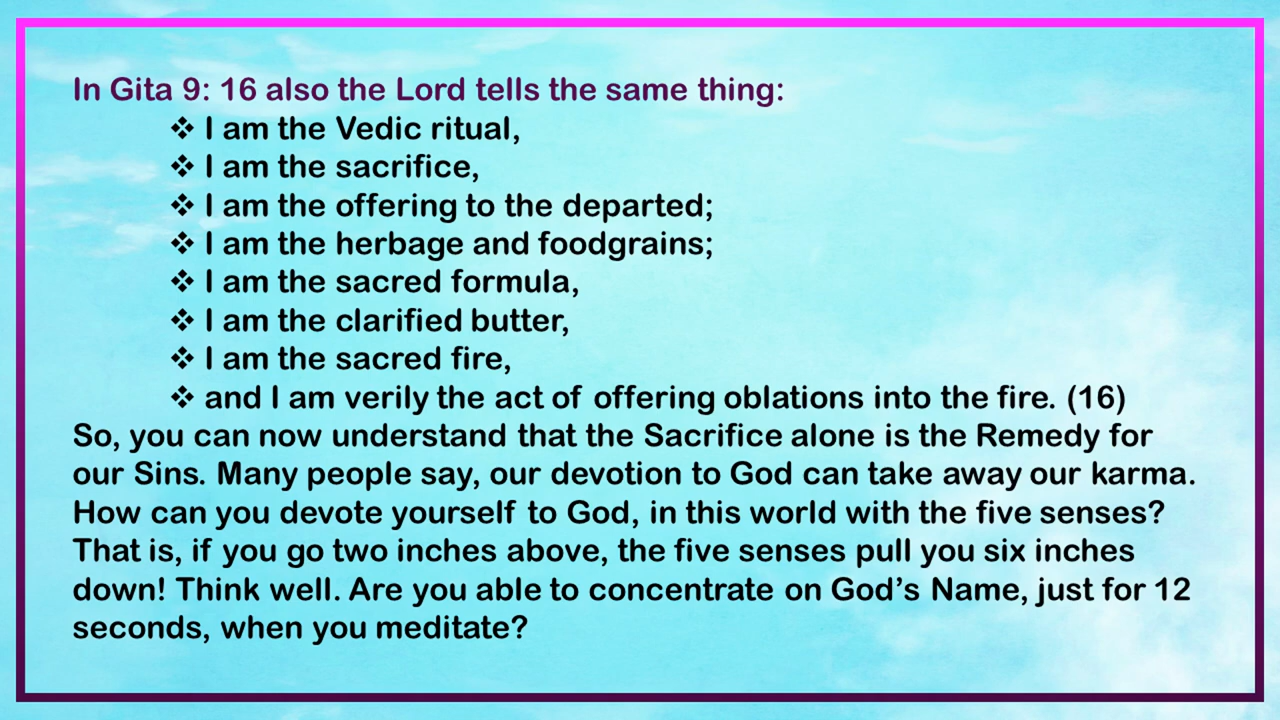 In Gita 9: 16 also the Lord tells the same thing:
❖ I am the Vedic ritual,
❖ I am the sacrifice,
❖ I am the offering to the departed;
❖ I am the herbage and foodgrains;
❖ I am the sacred formula,
❖ I am the clarified butter,
❖ I am the sacred fire,
❖ and I am verily the act of offering oblations into the fire. (16)
So, you can now understand that the Sacrifice alone is the Remedy for
our Sins. Many people say, our devotion to God can take away our karma.
How can you devote yourself to God, in this world with the five senses?
That is, if you go two inches above, the five senses pull you six inches
down! Think well. Are you able to concentrate on God’s Name, just for 12
seconds, when you meditate?